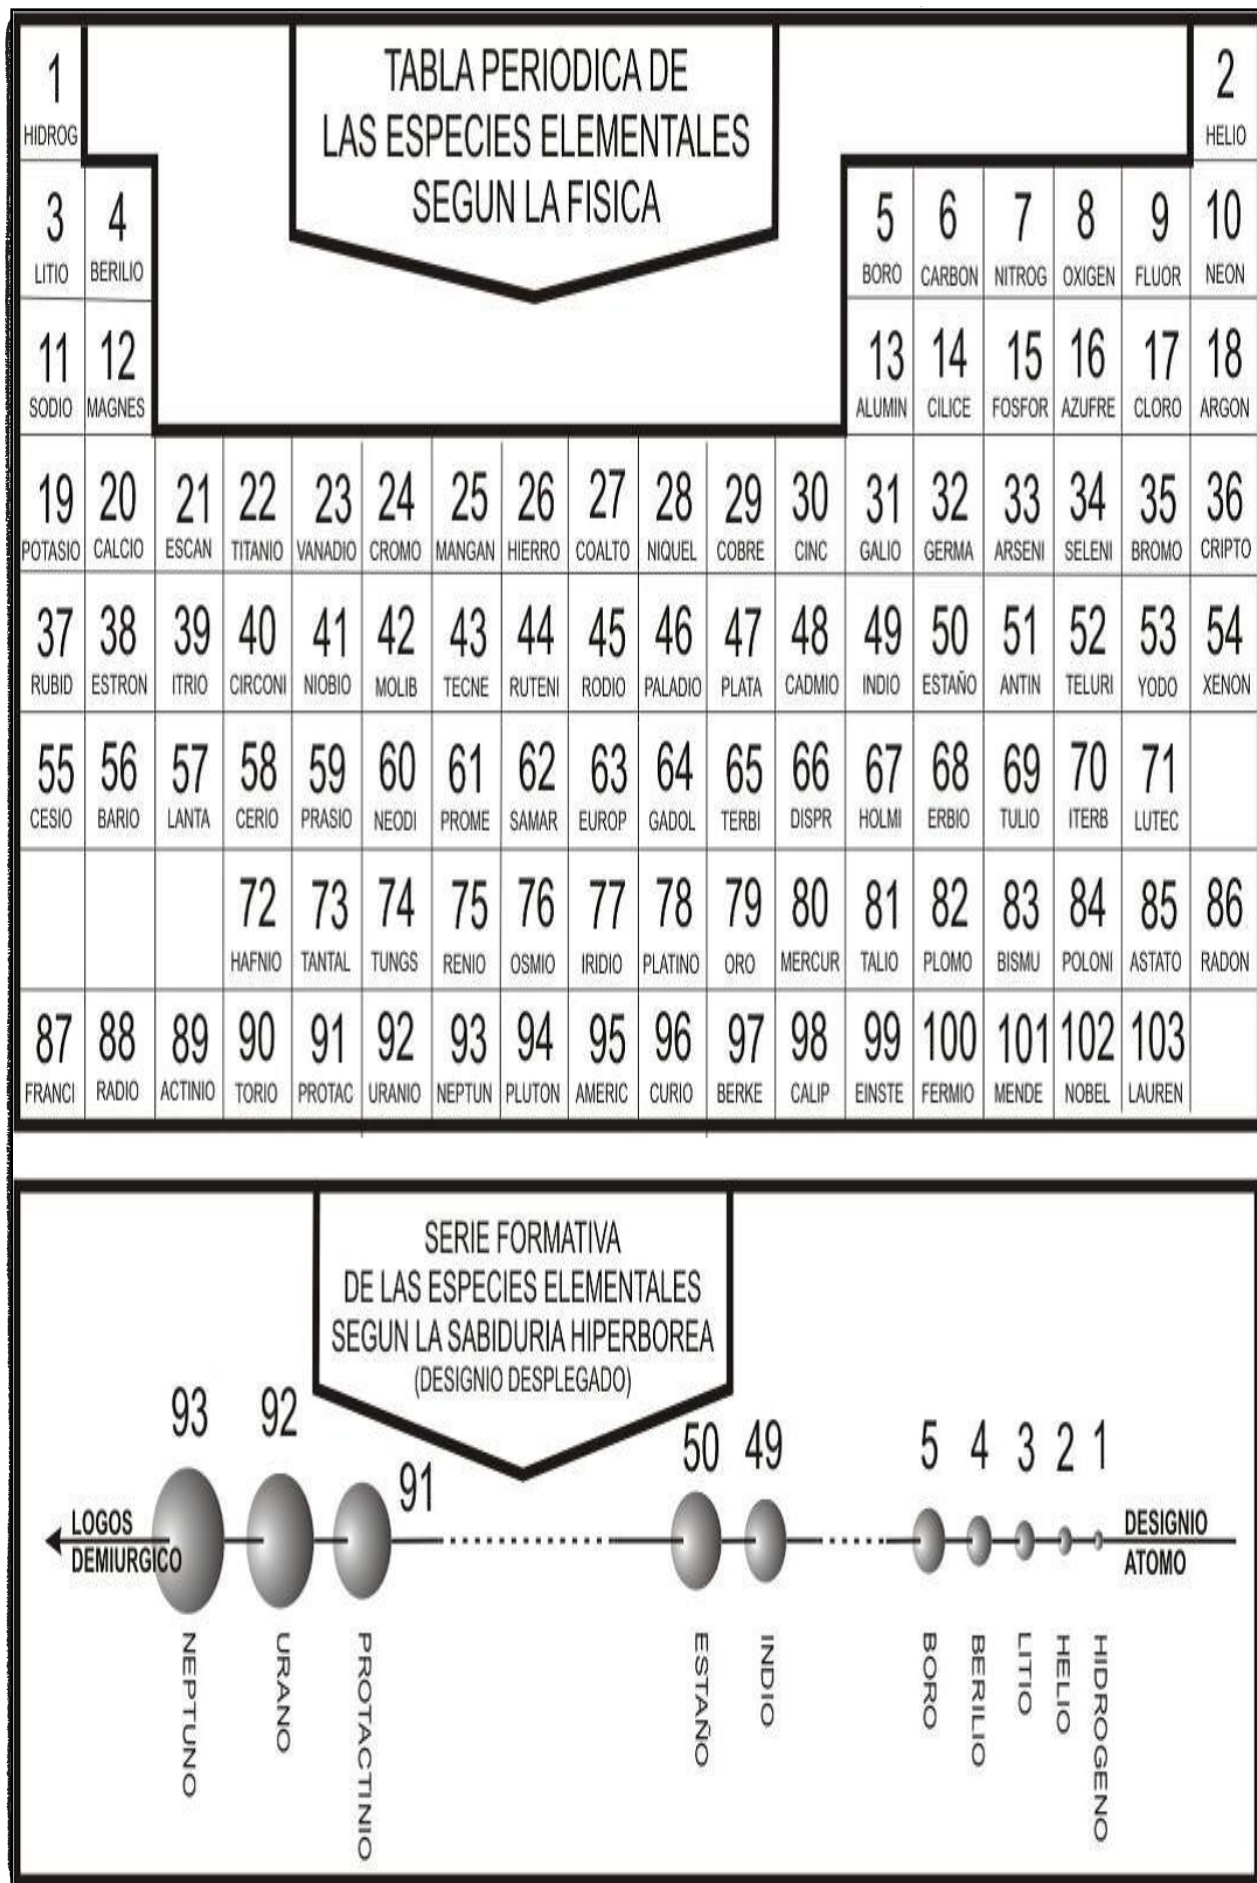 TABLA PERIODICA DE
LAS ESPECIES ELEMENTALES
SEGUN LA FISICA
1 2
HIDROG HELIO
3 4 5 6 7 8 9 10
LITIO BERILIO BORO CARBON NITROG OXIGEN FLUOR NEON
11 12 13 14 15 16 17 18
SODIO MAGNES ALUMIN CILICE FOSFOR AZUFRE CLORO ARGON
19 20 21 22 23 24 25 26 27 28 29 30 31 32 33 34 35 36
POTASIO CALCIO ESCAN TITANIO VANADIO CROMO MANGAN HIERRO COALTO NIQUEL COBRE CINC GALIO GERMA ARSENI SELENI BROMO CRIPTO
37 38 39 40 41 42 43 44 45 46 47 48 49 50 51 52 53 54
RUBID ESTRON ITRIO CIRCONI NIOBIO MOLIB TECNE RUTENI RODIO PALADIO PLATA CADMIO INDIO ESTAÑO ANTIN TELURI YODO XENON
55 56 57 58 59 60 61 62 63 64 65 66 67 68 69 70 71
CESIO BARIO LANTA CERIO PRASIO NEODI PROME SAMAR EUROP GADOL TERBI DISPR HOLMI ERBIO TULIO ITERB LUTEC
72 73 74 75 76 77 78 79 80 81 82 83 84 85 86
HAFNIO TANTAL TUNGS RENIO OSMIO IRIDIO PLATINO ORO MERCUR TALIO PLOMO BISMU POLONI ASTATO RADON
87 88 89 90 91 92 93 94 95 96 97 98 99 100 101 102 103
FRANCI RADIO ACTINIO TORIO PROTAC URANIO NEPTUN PLUTON AMERIC CURIO BERKE CALIP EINSTE FERMIO MENDE NOBEL LAUREN
SERIE FORMATIVA
DE LAS ESPECIES ELEMENTALES
SEGUN LA SABIDURIA HIPERBOREA
(DESIGNIO DESPLEGADO)
93 92 91 50 49 5 4 3 2 1
LOGOS
DEMIURGICO
DESIGNIO
ATOMO
NEPTUNO
URANO
PROTACTINIO
ESTAÑO
INDIO
BORO
BERILIO
LITIO
HELIO
HIDROGENO